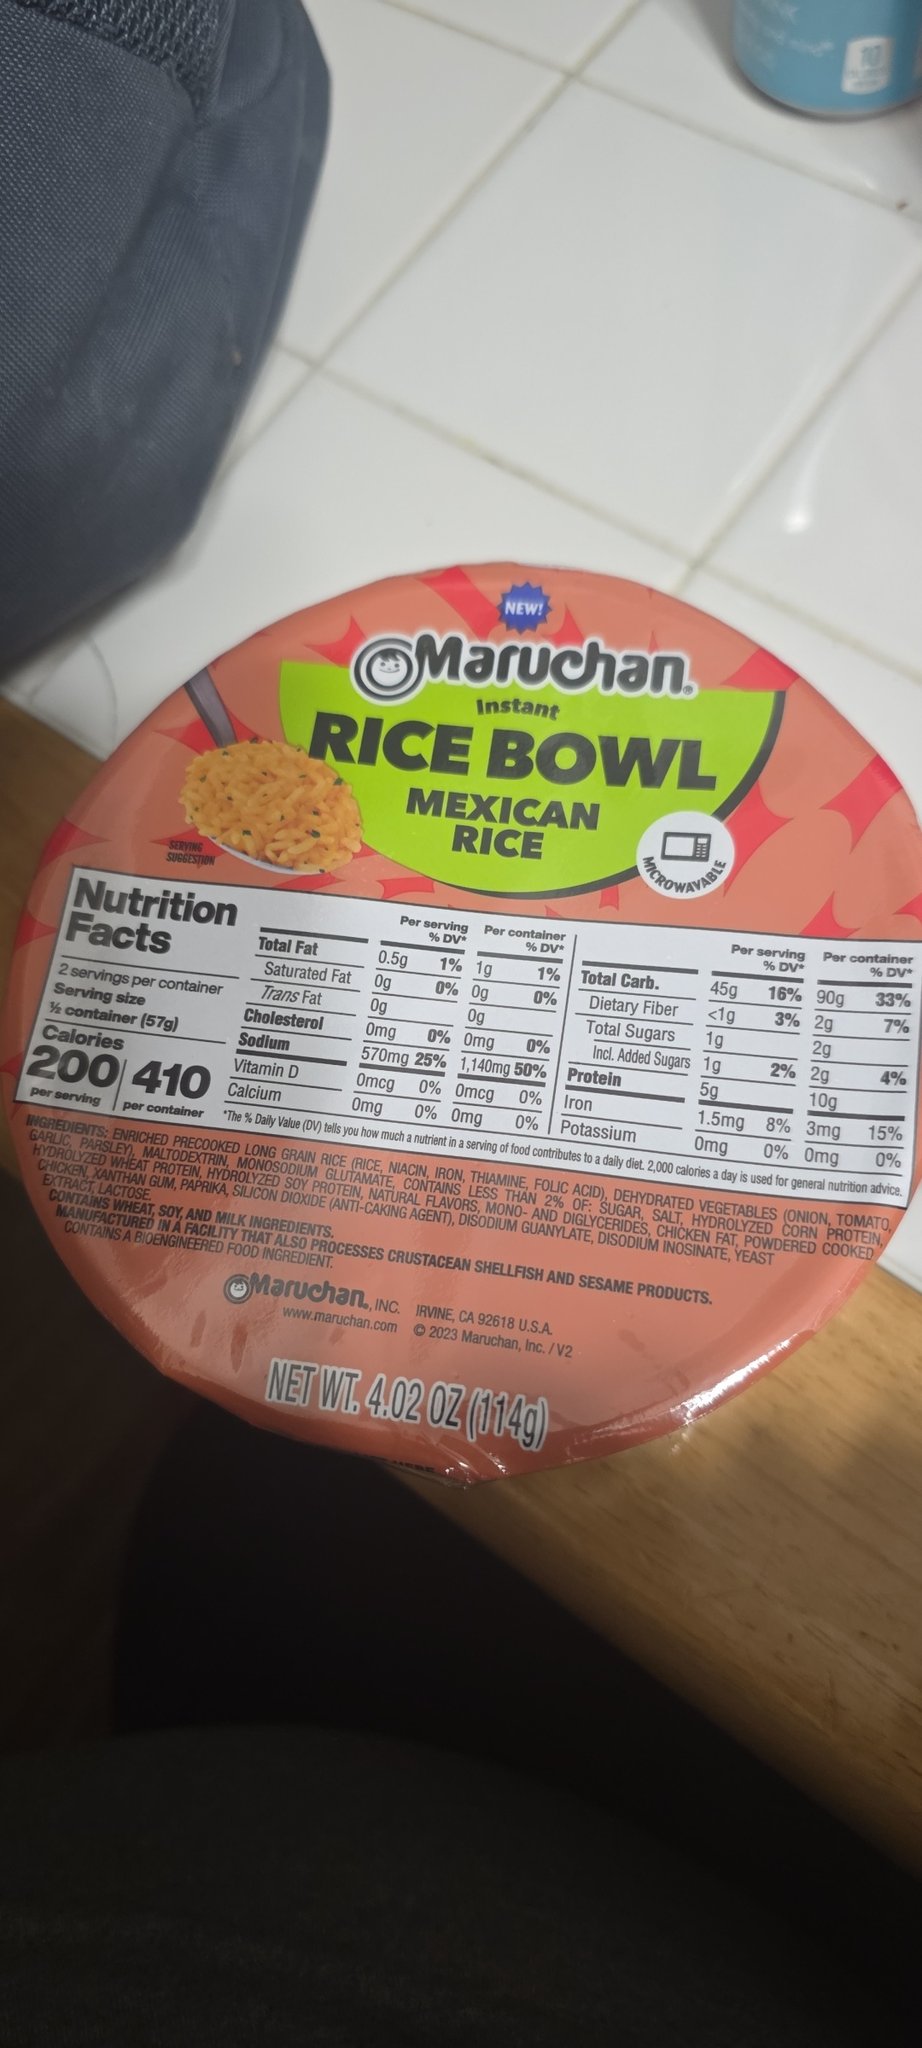 10
NEW!
Maruchan®
Instant
RICE BOWL
MEXICAN
RICE
MICROWAVABLE
SERVING
SUGGESTION
Nutrition
Facts
2 servings per container
Serving size
½ container (57g)
Calories
200 410
per serving per container
Per serving Per container
% DV* % DV*
Total Fat 0.5g 1% 1g 1%
Saturated Fat 0g 0% 0g 0%
Trans Fat 0g 0g
Cholesterol 0mg 0% 0mg 0%
Sodium 570mg 25% 1,140mg 50%
Vitamin D 0mcg 0% 0mcg 0%
Calcium 0mg 0% 0mg 0%
Per serving Per container
% DV* % DV*
Total Carb. 45g 16% 90g 33%
Dietary Fiber <1g 3% 2g 7%
Total Sugars 1g 2g
Incl. Added Sugars 1g 2% 2g 4%
Protein 5g 10g
Iron 1.5mg 8% 3mg 15%
Potassium 0mg 0% 0mg 0%
*The % Daily Value (DV) tells you how much a nutrient in a serving of food contributes to a daily diet. 2,000 calories a day is used for general nutrition advice.
INGREDIENTS: ENRICHED PRECOOKED LONG GRAIN RICE (RICE, NIACIN, IRON, THIAMINE, FOLIC ACID), DEHYDRATED VEGETABLES (ONION, TOMATO,
GARLIC, PARSLEY), MALTODEXTRIN, MONOSODIUM GLUTAMATE, CONTAINS LESS THAN 2% OF: SUGAR, SALT, HYDROLYZED CORN PROTEIN,
HYDROLYZED WHEAT PROTEIN, HYDROLYZED SOY PROTEIN, NATURAL FLAVORS, MONO- AND DIGLYCERIDES, CHICKEN FAT, POWDERED COOKED
CHICKEN, XANTHAN GUM, PAPRIKA, SILICON DIOXIDE (ANTI-CAKING AGENT), DISODIUM GUANYLATE, DISODIUM INOSINATE, YEAST
EXTRACT, LACTOSE.
CONTAINS WHEAT, SOY, AND MILK INGREDIENTS.
MANUFACTURED IN A FACILITY THAT ALSO PROCESSES CRUSTACEAN SHELLFISH AND SESAME PRODUCTS.
CONTAINS A BIOENGINEERED FOOD INGREDIENT.
Maruchan®, INC. IRVINE, CA 92618 U.S.A.
www.maruchan.com © 2023 Maruchan, Inc. / V2
NET WT. 4.02 OZ (114g)
HERE